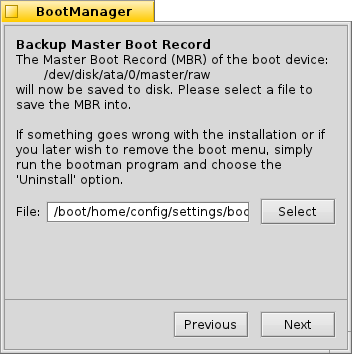 BootManager
Backup Master Boot Record
The Master Boot Record (MBR) of the boot device:
/dev/disk/ata/0/master/raw
will now be saved to disk. Please select a file to
save the MBR into.
If something goes wrong with the installation or if
you later wish to remove the boot menu, simply
run the bootman program and choose the
'Uninstall' option.
File: /boot/home/config/settings/boo Select
Previous Next